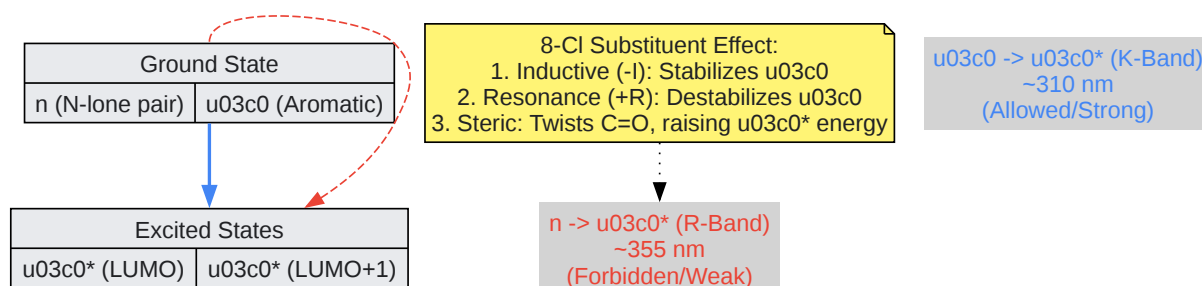 Ground State
n (N-lone pair)
u03c0 (Aromatic)
Excited States
u03c0* (LUMO)
u03c0* (LUMO+1)
8-Cl Substituent Effect:
1. Inductive (-I): Stabilizes u03c0
2. Resonance (+R): Destabilizes u03c0
3. Steric: Twists C=O, raising u03c0* energy
n -> u03c0* (R-Band)
~355 nm
(Forbidden/Weak)
u03c0 -> u03c0* (K-Band)
~310 nm
(Allowed/Strong)